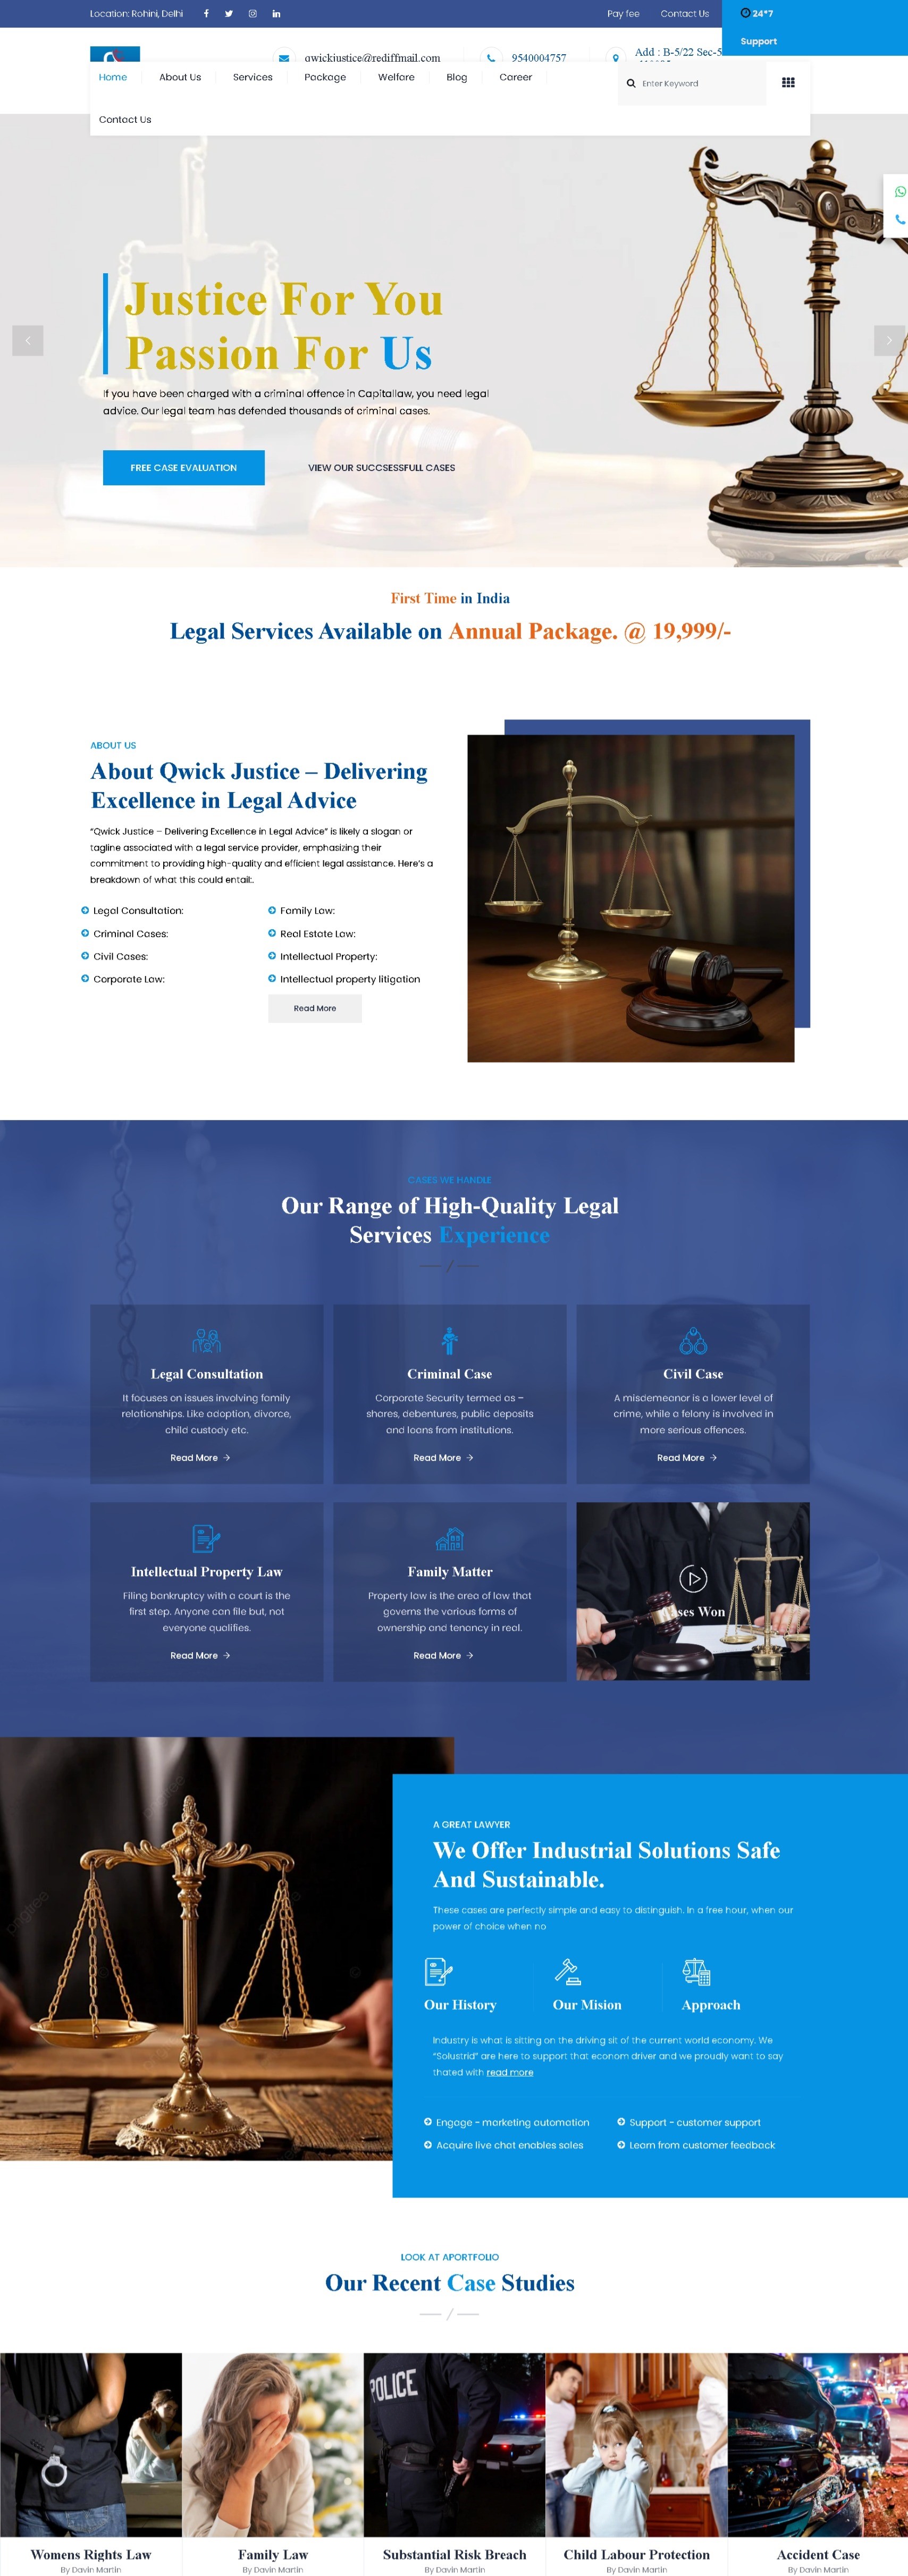 Location: Rohini, Delhi
Pay fee
Contact Us
24*7
Support
qwickjustice@rediffmail.com
9540004757
Add : B-5/22 Sec-5
Home
About Us
Services
Package
Welfare
Blog
Career
Enter Keyword
Contact Us
Justice For You
Passion For Us
If you have been charged with a criminal offence in Capitallaw, you need legal
advice. Our legal team has defended thousands of criminal cases.
FREE CASE EVALUATION
VIEW OUR SUCCSESSFULL CASES
First Time in India
Legal Services Available on Annual Package. @ 19,999/-
ABOUT US
About Qwick Justice – Delivering
Excellence in Legal Advice
“Qwick Justice – Delivering Excellence in Legal Advice” is likely a slogan or
tagline associated with a legal service provider, emphasizing their
commitment to providing high-quality and efficient legal assistance. Here’s a
breakdown of what this could entail:.
Legal Consultation:
Family Law:
Criminal Cases:
Real Estate Law:
Civil Cases:
Intellectual Property:
Corporate Law:
Intellectual property litigation
Read More
CASES WE HANDLE
Our Range of High-Quality Legal
Services Experience
Legal Consultation
It focuses on issues involving family
relationships. Like adoption, divorce,
child custody etc.
Read More
Criminal Case
Corporate Security termed as –
shares, debentures, public deposits
and loans from institutions.
Read More
Civil Case
A misdemeanor is a lower level of
crime, while a felony is involved in
more serious offences.
Read More
Intellectual Property Law
Filing bankruptcy with a court is the
first step. Anyone can file but, not
everyone qualifies.
Read More
Family Matter
Property law is the area of law that
governs the various forms of
ownership and tenancy in real.
Read More
Cases Won
pngtree
A GREAT LAWYER
We Offer Industrial Solutions Safe
And Sustainable.
These cases are perfectly simple and easy to distinguish. In a free hour, when our
power of choice when no
Our History
Our Mision
Approach
Industry is what is sitting on the driving sit of the current world economy. We
“Solustrid” are here to support that econom driver and we proudly want to say
thated with read more
Engage - marketing automation
Support - customer support
Acquire live chat enables sales
Learn from customer feedback
LOOK AT APORTFOLIO
Our Recent Case Studies
POLICE
Womens Rights Law
By Davin Martin
Family Law
By Davin Martin
Substantial Risk Breach
By Davin Martin
Child Labour Protection
By Davin Martin
Accident Case
By Davin Martin